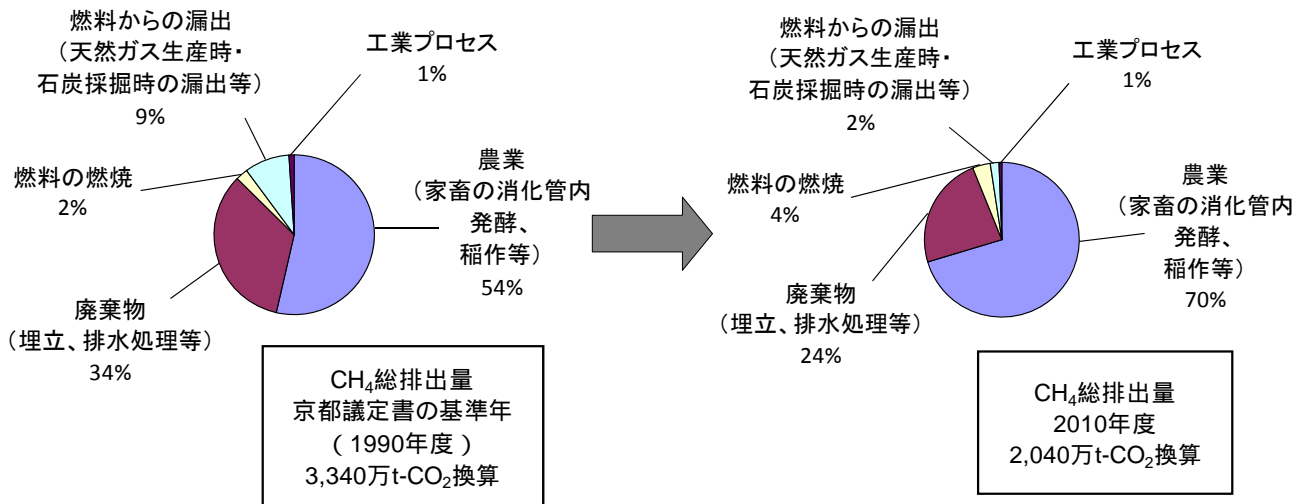 燃料からの漏出
（天然ガス生産時・
石炭採掘時の漏出等）
9%
工業プロセス
1%
燃料の燃焼
2%
農業
（家畜の消化管内
発酵、
稲作等）
54%
廃棄物
（埋立、排水処理等）
34%
CH₄総排出量
京都議定書の基準年
（1990年度）
3,340万t-CO₂換算
燃料からの漏出
（天然ガス生産時・
石炭採掘時の漏出等）
2%
工業プロセス
1%
燃料の燃焼
4%
農業
（家畜の消化管内
発酵、
稲作等）
70%
廃棄物
（埋立、排水処理等）
24%
CH₄総排出量
2010年度
2,040万t-CO₂換算